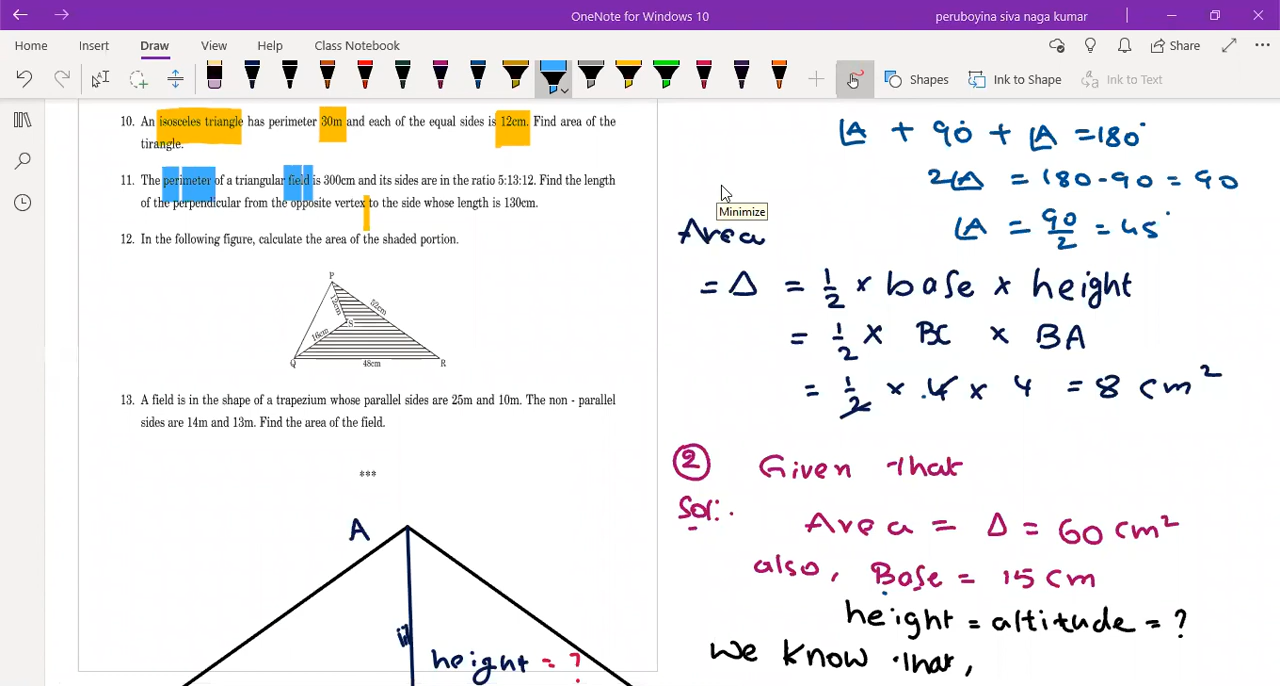 OneNote for Windows 10
peruboyina siva naga kumar
Home Insert Draw View Help Class Notebook
Share
Shapes Ink to Shape Ink to Text
10. An isosceles triangle has perimeter 30m and each of the equal sides is 12cm. Find area of the
tirangle.
11. The perimeter of a triangular field is 300cm and its sides are in the ratio 5:13:12. Find the length
of the perpendicular from the opposite vertex to the side whose length is 130cm.
12. In the following figure, calculate the area of the shaded portion.
P
12cm
52cm
S
16cm
Q 48cm R
13. A field is in the shape of a trapezium whose parallel sides are 25m and 10m. The non - parallel
sides are 14m and 13m. Find the area of the field.
***
A
height = ?
∠A + 90° + ∠A = 180°
2∠A = 180-90 = 90
∠A = 90/2 = 45°
Minimize
Area
= Δ = 1/2 × base × height
= 1/2 × BC × BA
= 1/2 × 4 × 4 = 8 cm²
② Given that
Sol:.
Area = Δ = 60 cm²
also, Base = 15 cm
height = altitude = ?
we know that,